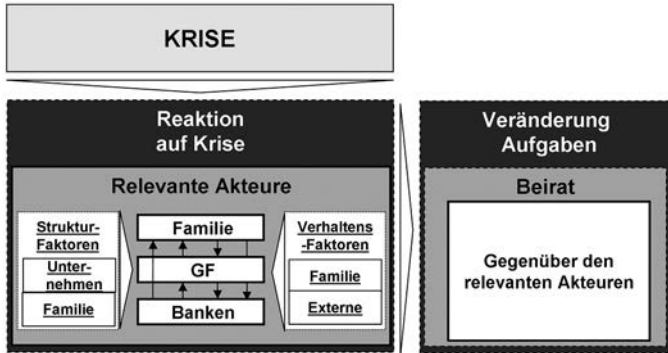 KRISE
Reaktion
auf Krise
Relevante Akteure
Struktur-
Faktoren
Unter-
nehmen
Familie
Familie
GF
Banken
Verhaltens
-Faktoren
Familie
Externe
Veränderung
Aufgaben
Beirat
Gegenüber den
relevanten Akteuren